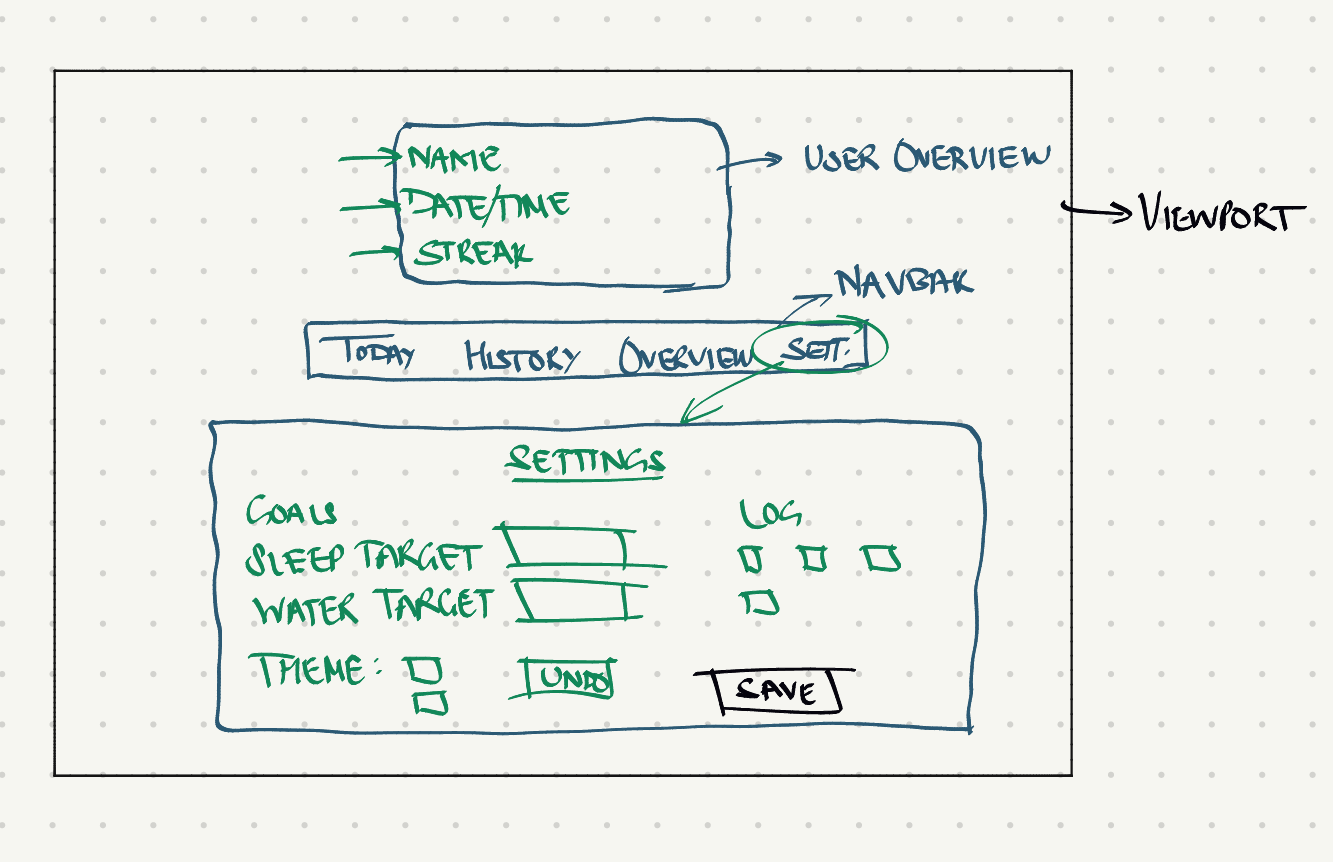 NAME
DATE/TIME
STREAK
USER OVERVIEW
VIEWPORT
NAVBAR
TODAY HISTORY OVERVIEW SETT.
SETTINGS
GOALS
LOG
SLEEP TARGET
WATER TARGET
THEME:
UNDO
SAVE